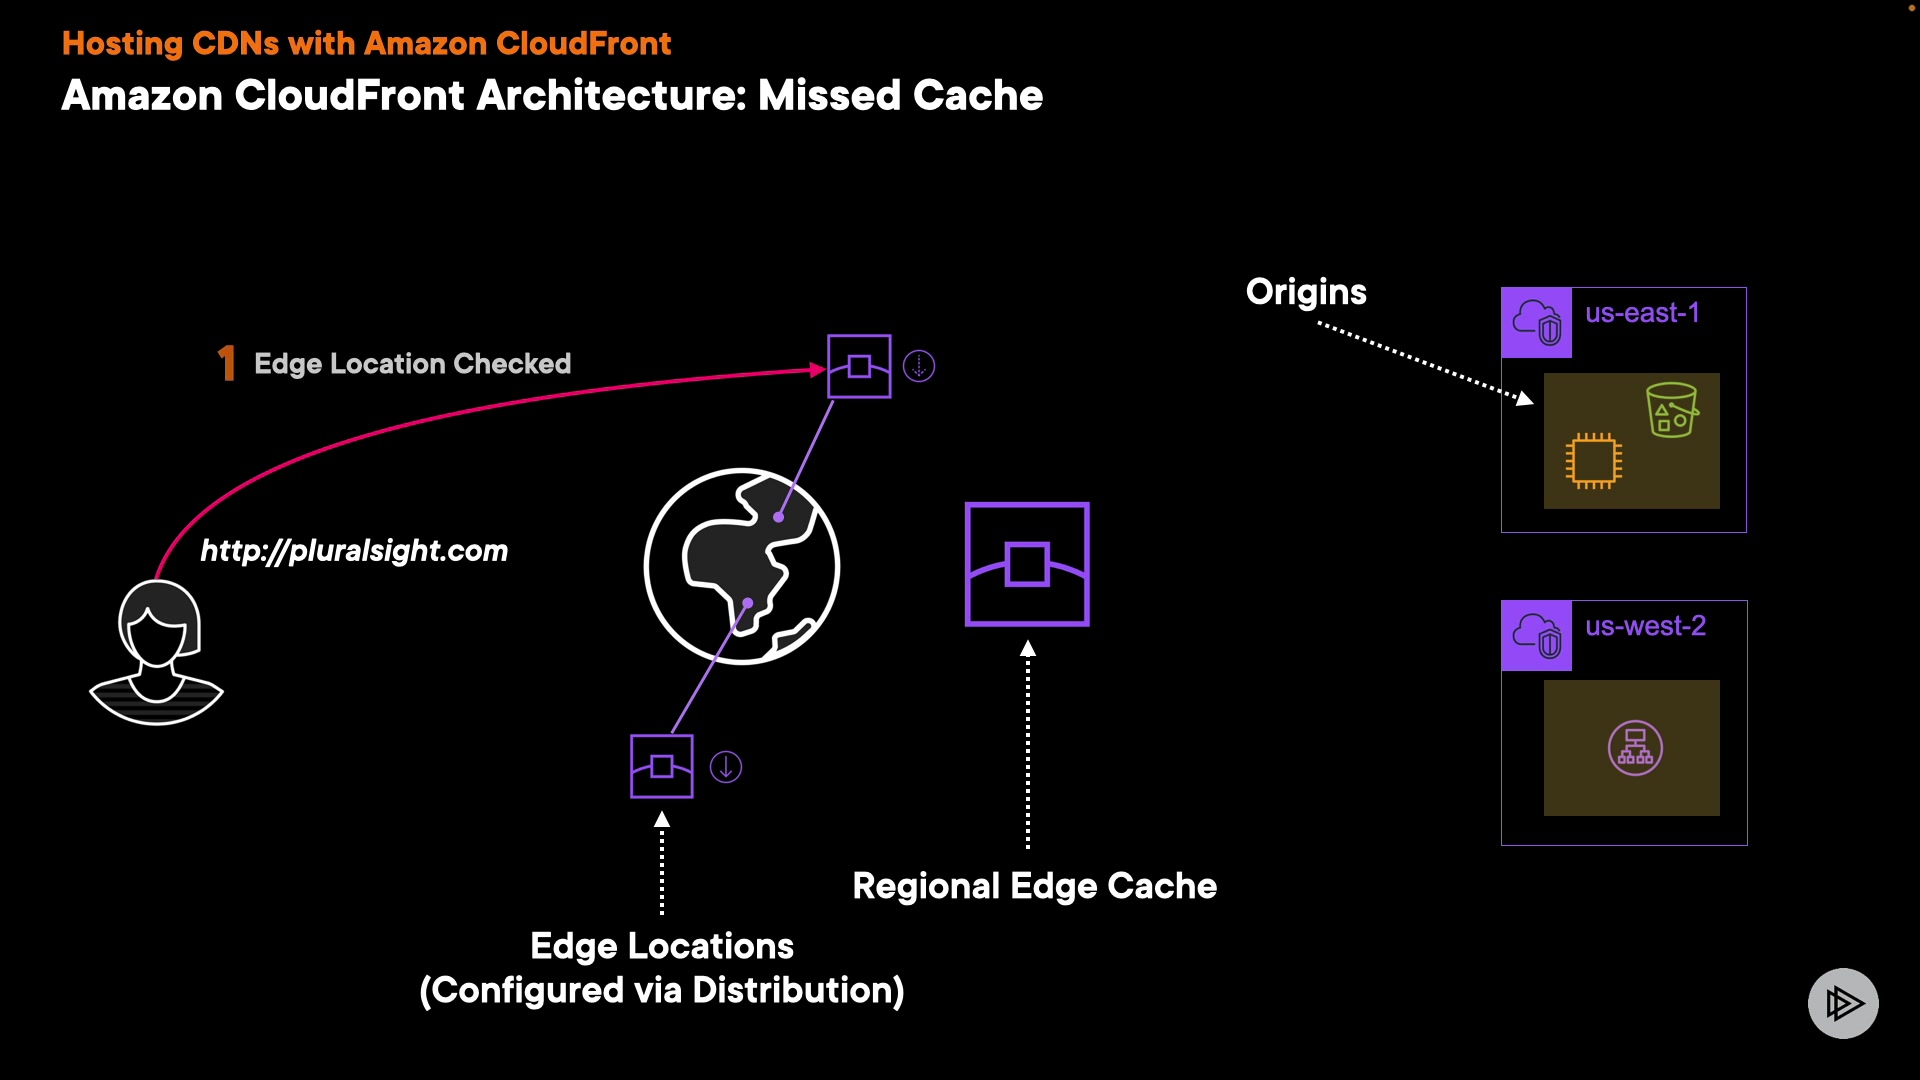 Hosting CDNs with Amazon CloudFront
Amazon CloudFront Architecture: Missed Cache
Origins
us-east-1
1 Edge Location Checked
http://pluralsight.com
us-west-2
Regional Edge Cache
Edge Locations
(Configured via Distribution)